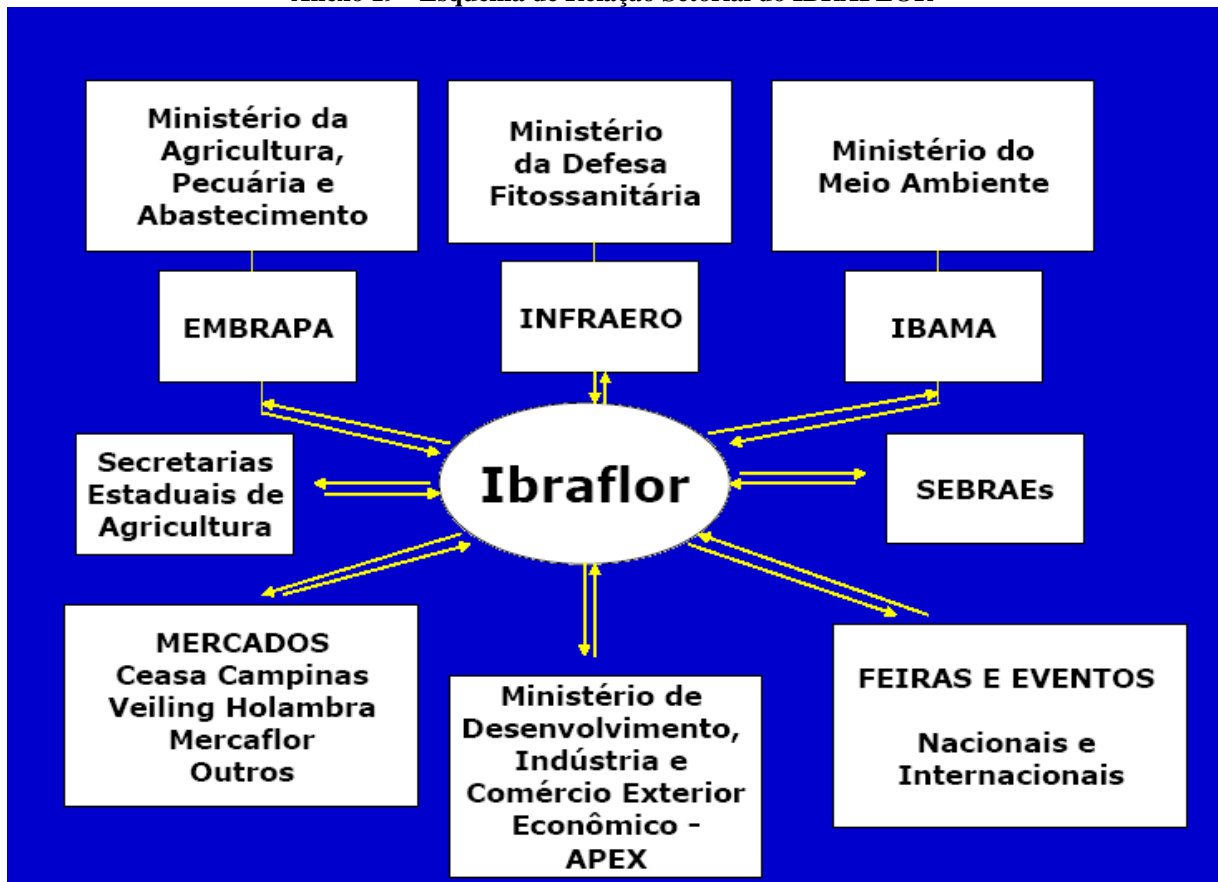 Ministério da
Agricultura,
Pecuária e
Abastecimento
Ministério
da Defesa
Fitossanitária
Ministério do
Meio Ambiente
EMBRAPA
INFRAERO
IBAMA
Secretarias
Estaduais de
Agricultura
Ibraflor
SEBRAEs
MERCADOS
Ceasa Campinas
Veiling Holambra
Mercaflor
Outros
Ministério de
Desenvolvimento,
Indústria e
Comércio Exterior
Econômico -
APEX
FEIRAS E EVENTOS
Nacionais e
Internacionais